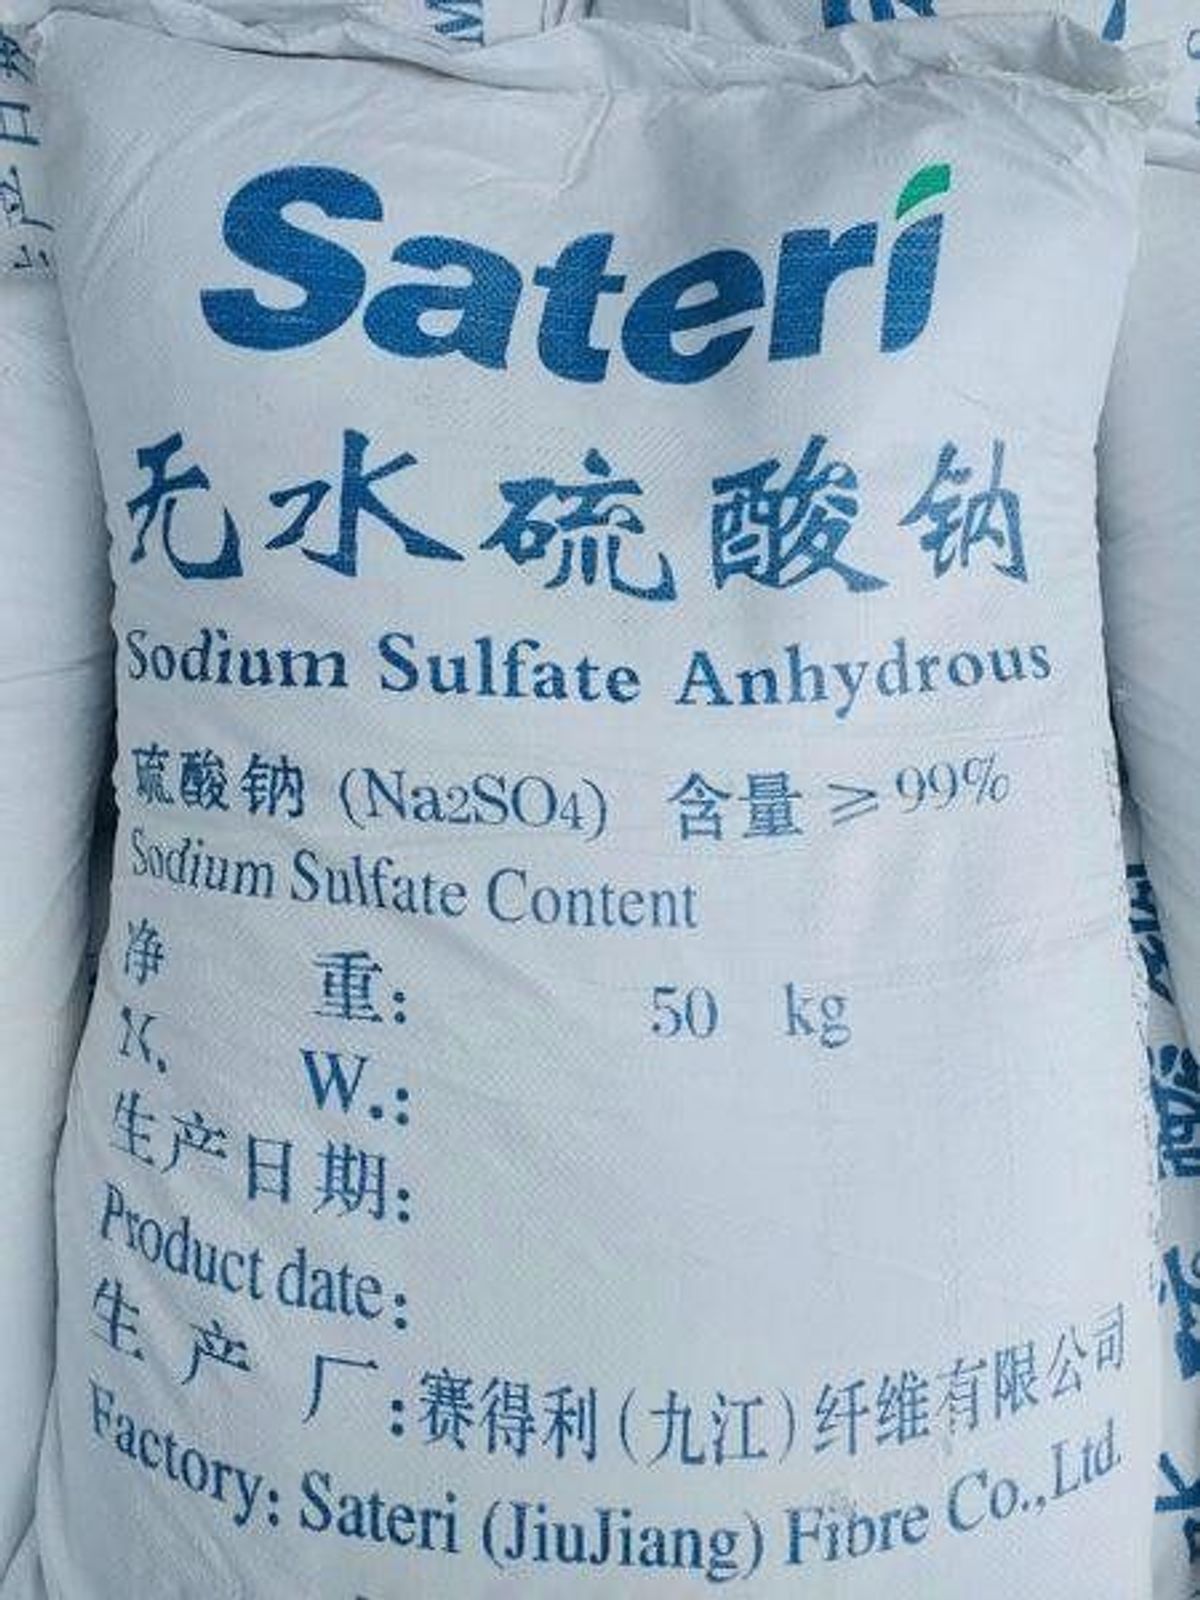 Sateri
无水硫酸钠
Sodium Sulfate Anhydrous
硫酸钠 (Na2SO4) 含量 ≥ 99%
Sodium Sulfate Content
净 重: 50 kg
N. W.:
生产日期:
Product date:
生 产 厂:赛得利(九江)纤维有限公司
Factory: Sateri (JiuJiang) Fibre Co.,Ltd.